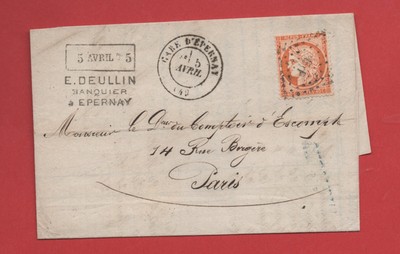 5 AVRIL 75
E. DEULLIN
BANQUIER
à EPERNAY
GARE D'EPERNAY
5
AVRIL
Monsieur le Dteur du Comptoir d'Escompte
14 Rue Bergère
Paris